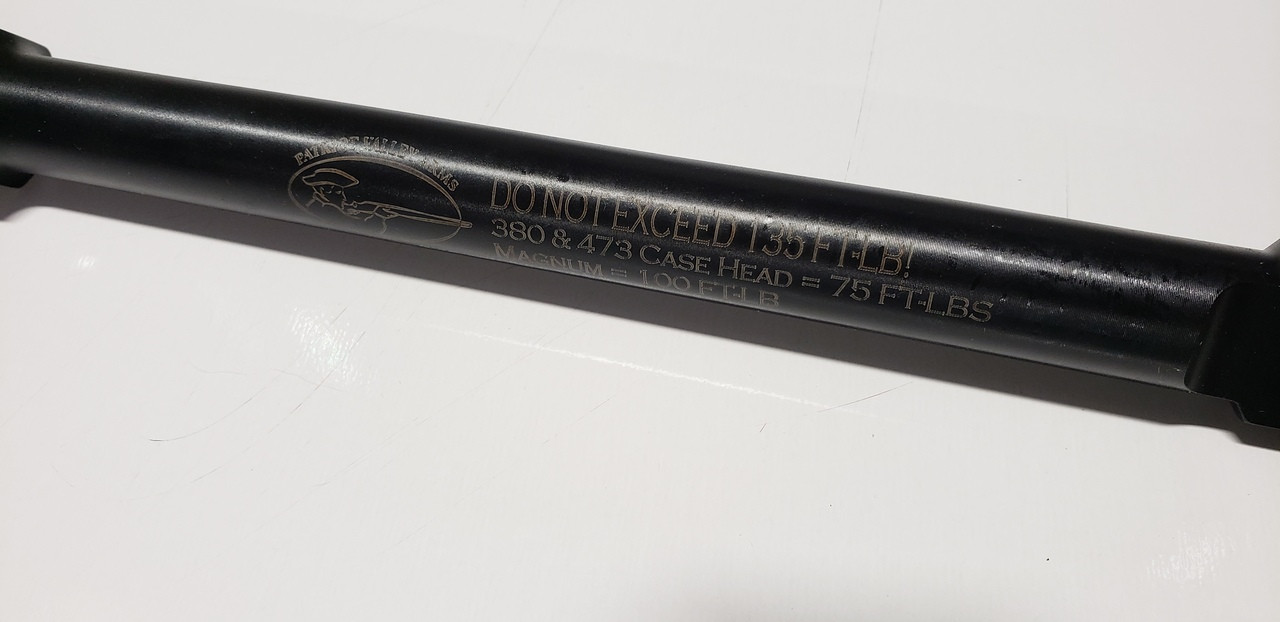 PATRIOT VALLEY ARMS
DO NOT EXCEED 135 FT-LB!
380 & 473 CASE HEAD = 75 FT-LBS
MAGNUM = 100 FT-LB